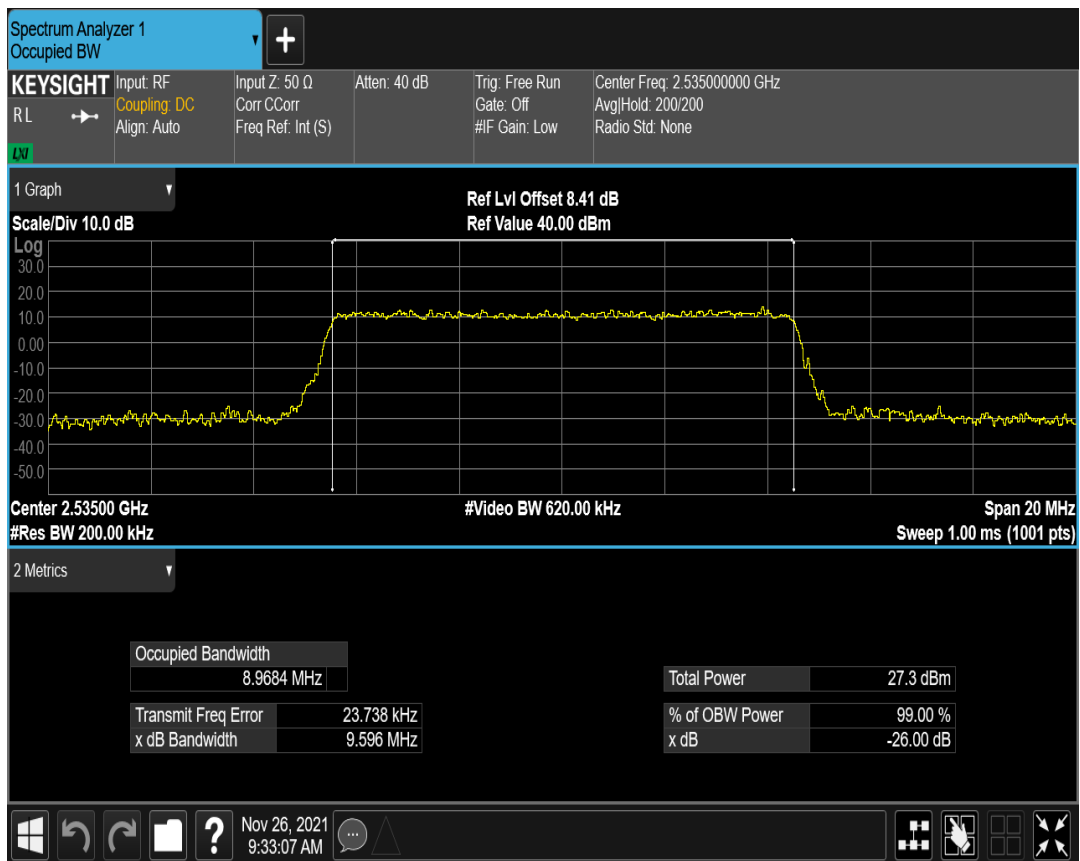 Spectrum Analyzer 1
Occupied BW
+
KEYSIGHT
RL
LXI
Input: RF
Coupling: DC
Align: Auto
Input Z: 50 Ω
Corr CCorr
Freq Ref: Int (S)
Atten: 40 dB
Trig: Free Run
Gate: Off
#IF Gain: Low
Center Freq: 2.535000000 GHz
Avg|Hold: 200/200
Radio Std: None
1 Graph
Ref Lvl Offset 8.41 dB
Scale/Div 10.0 dB
Ref Value 40.00 dBm
Log
30.0
20.0
10.0
0.00
-10.0
-20.0
-30.0
-40.0
-50.0
Center 2.53500 GHz
#Video BW 620.00 kHz
Span 20 MHz
#Res BW 200.00 kHz
Sweep 1.00 ms (1001 pts)
2 Metrics
Occupied Bandwidth
8.9684 MHz
Total Power 27.3 dBm
Transmit Freq Error 23.738 kHz
% of OBW Power 99.00 %
x dB Bandwidth 9.596 MHz
x dB -26.00 dB
?
Nov 26, 2021
9:33:07 AM